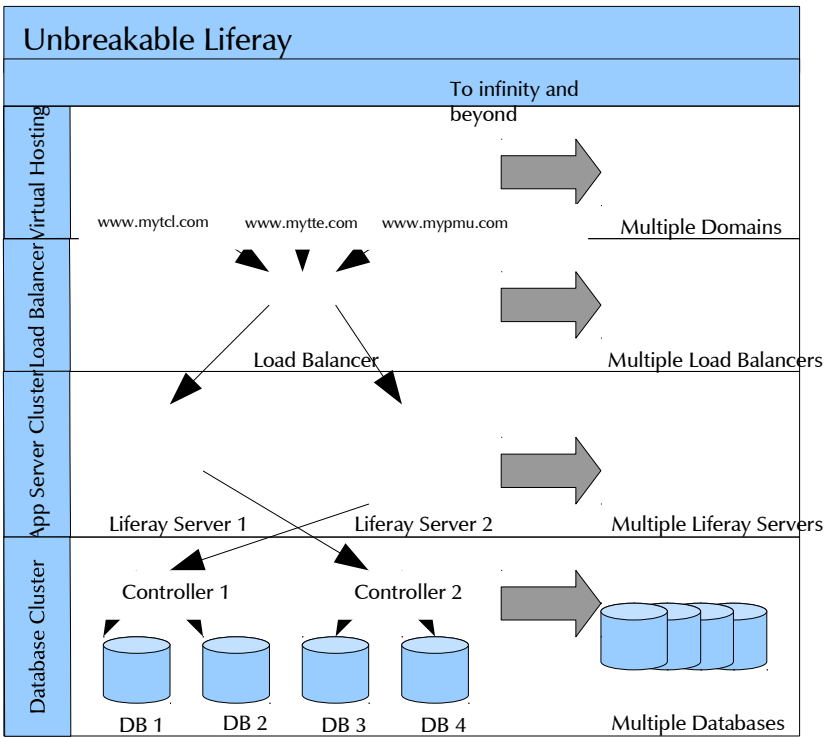 Unbreakable Liferay
To infinity and
beyond
Virtual Hosting
www.mytcl.com
www.mytte.com
www.mypmu.com
Multiple Domains
Load Balancer
Load Balancer
Multiple Load Balancers
App Server Cluster
Liferay Server 1
Liferay Server 2
Multiple Liferay Servers
Database Cluster
Controller 1
Controller 2
DB 1
DB 2
DB 3
DB 4
Multiple Databases